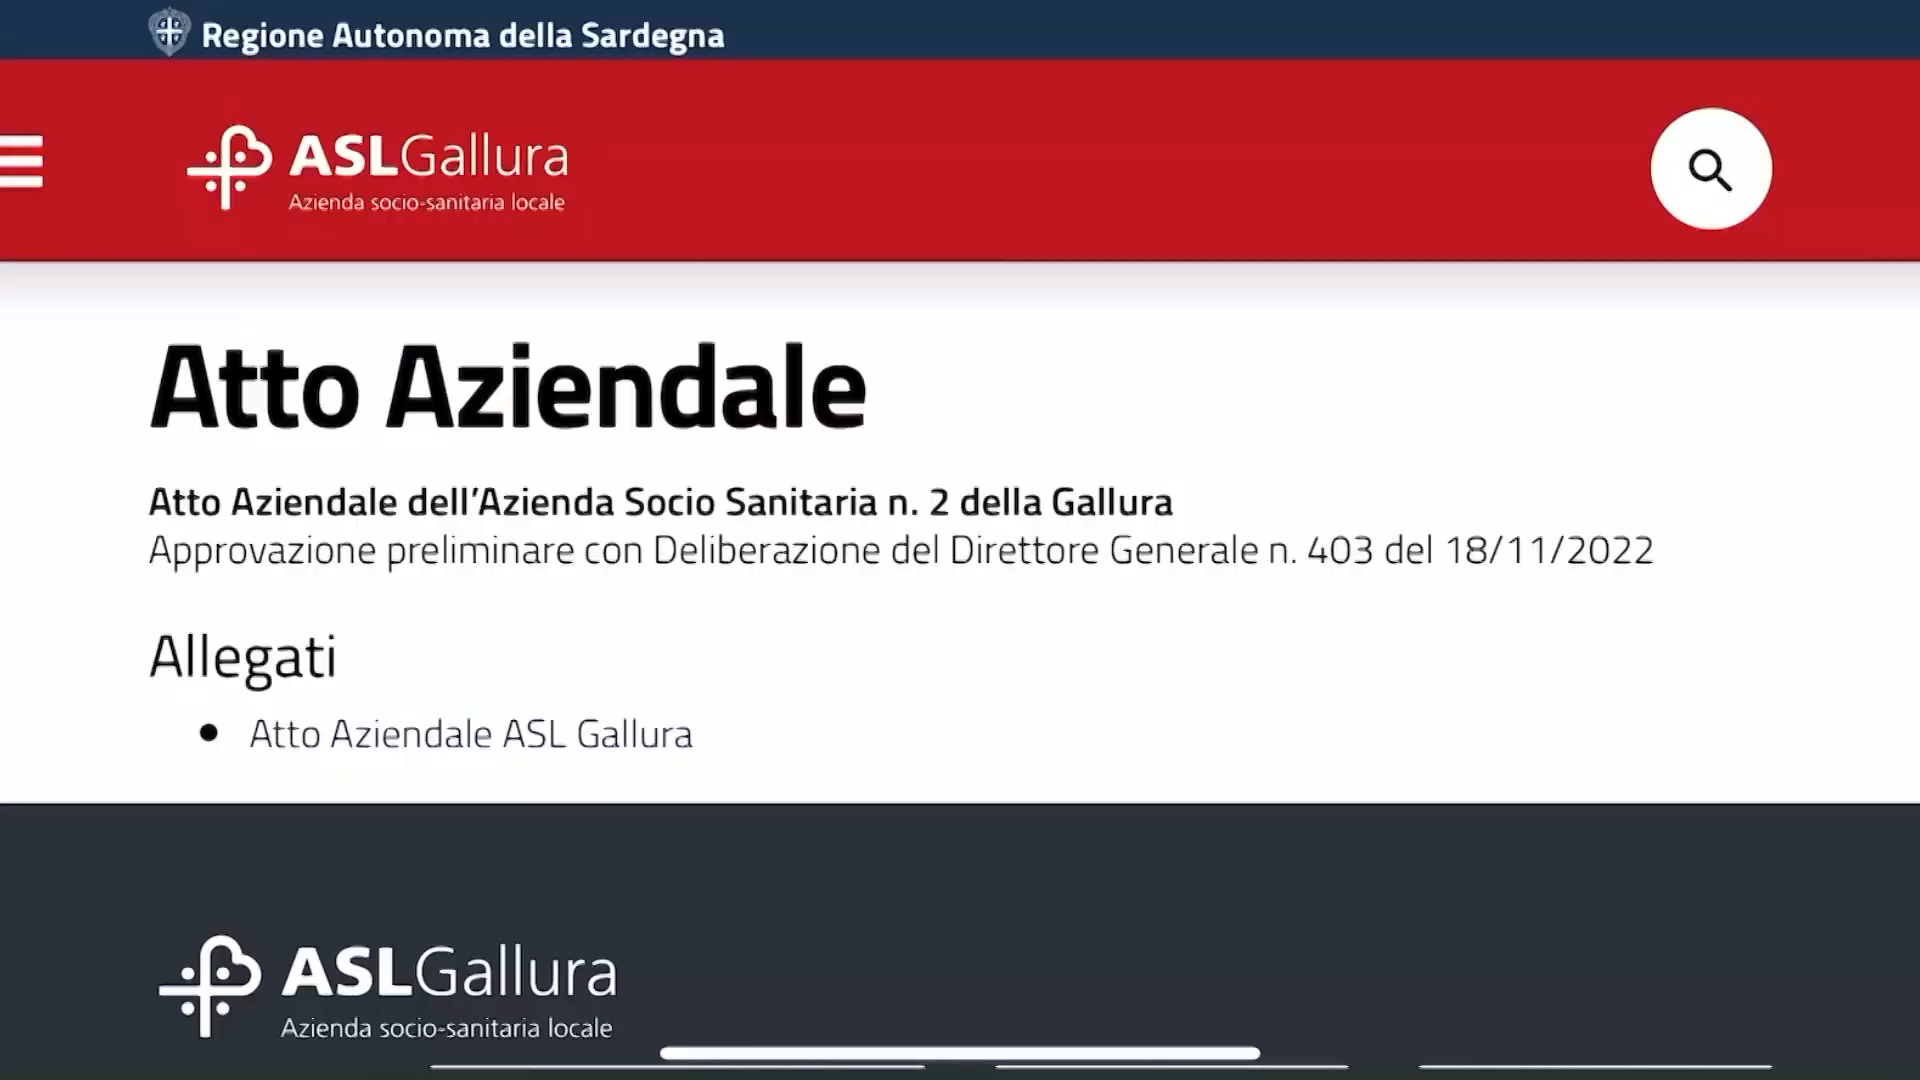 Regione Autonoma della Sardegna
ASLGallura
Azienda socio-sanitaria locale
Atto Aziendale
Atto Aziendale dell'Azienda Socio Sanitaria n. 2 della Gallura
Approvazione preliminare con Deliberazione del Direttore Generale n. 403 del 18/11/2022
Allegati
Atto Aziendale ASL Gallura
ASLGallura
Azienda socio-sanitaria locale